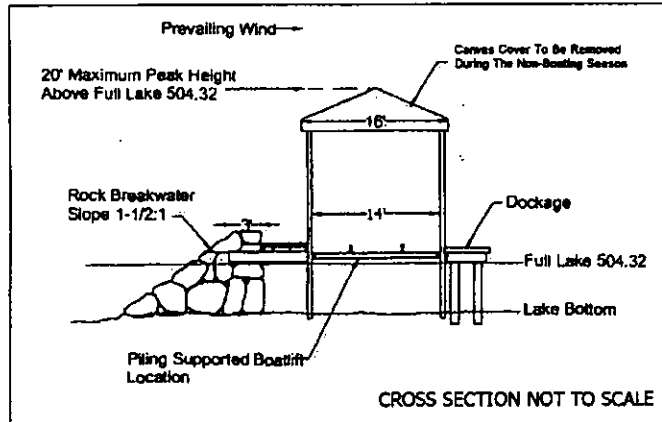 Prevailing Wind
Canvas Cover To Be Removed
During The Non-Boating Season
20' Maximum Peak Height
Above Full Lake 504.32
16'
Rock Breakwater
Slope 1-1/2:1
3'
14'
Dockage
Full Lake 504.32
Lake Bottom
Piling Supported Boatlift
Location
CROSS SECTION NOT TO SCALE